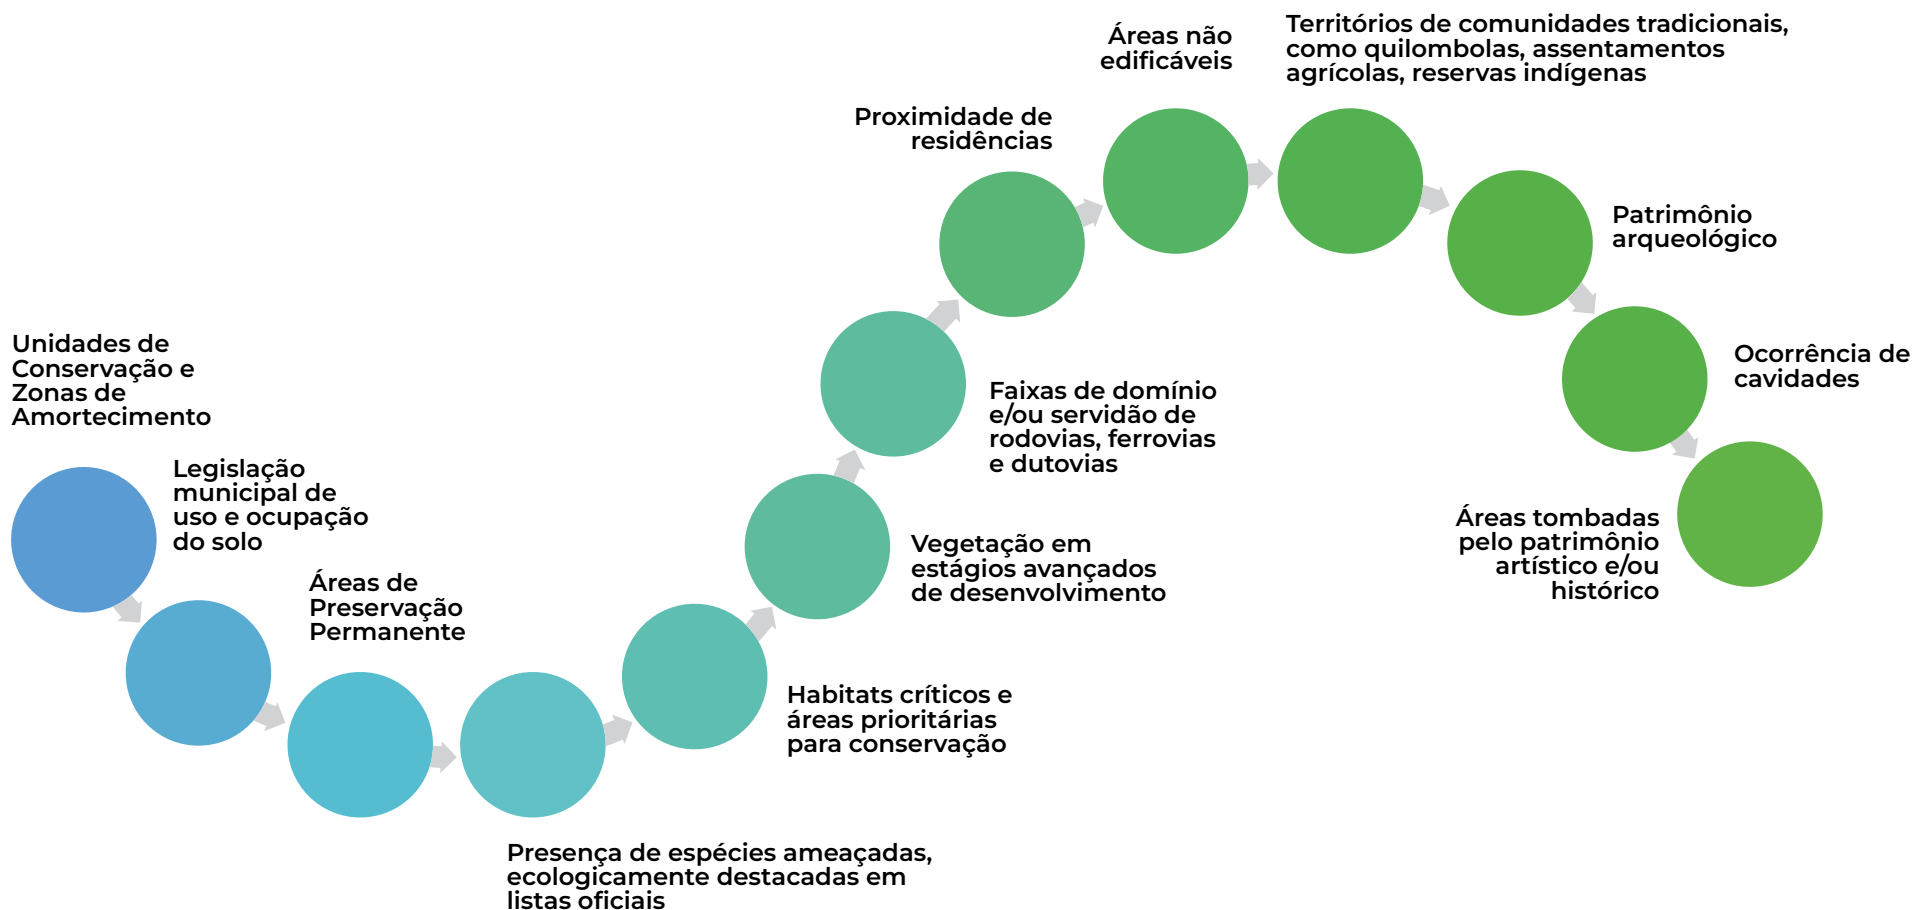 Unidades de
Conservação e
Zonas de
Amortecimento
Legislação
municipal de
uso e ocupação
do solo
Áreas de
Preservação
Permanente
Presença de espécies ameaçadas,
ecologicamente destacadas em
listas oficiais
Habitats críticos e
áreas prioritárias
para conservação
Vegetação em
estágios avançados
de desenvolvimento
Faixas de domínio
e/ou servidão de
rodovias, ferrovias
e dutovias
Proximidade de
residências
Áreas não
edificáveis
Territórios de comunidades tradicionais,
como quilombolas, assentamentos
agrícolas, reservas indígenas
Patrimônio
arqueológico
Ocorrência de
cavidades
Áreas tombadas
pelo patrimônio
artístico e/ou
histórico